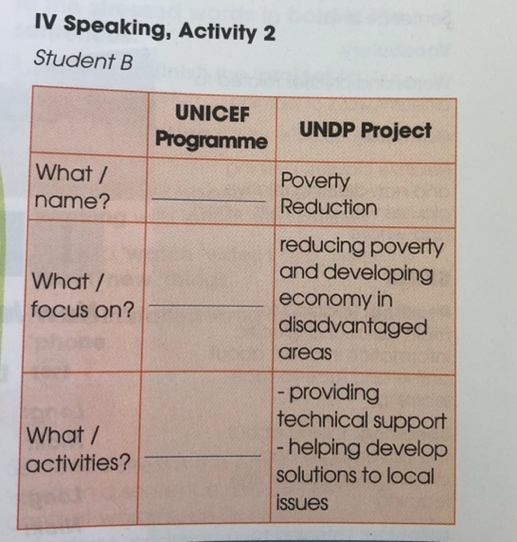 IV Speaking, Activity 2
Student B
UNICEF
Programme
UNDP Project
What /
name?
Poverty
Reduction
What /
focus on?
reducing poverty
and developing
economy in
disadvantaged
areas
What /
activities?
- providing
technical support
- helping develop
solutions to local
issues